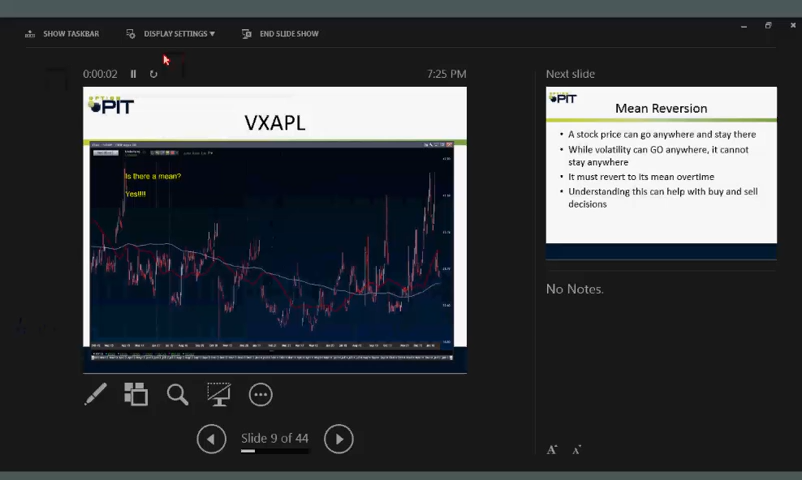 SHOW TASKBAR
DISPLAY SETTINGS ▼
END SLIDE SHOW
0:00:02
7:25 PM
Next slide
OPTION
PIT
VXAPL
Is there a mean?
Yes!!!!
PIT
Mean Reversion
• A stock price can go anywhere and stay there
• While volatility can GO anywhere, it cannot
stay anywhere
• It must revert to its mean overtime
• Understanding this can help with buy and sell
decisions
No Notes.
Slide 9 of 44
A
A